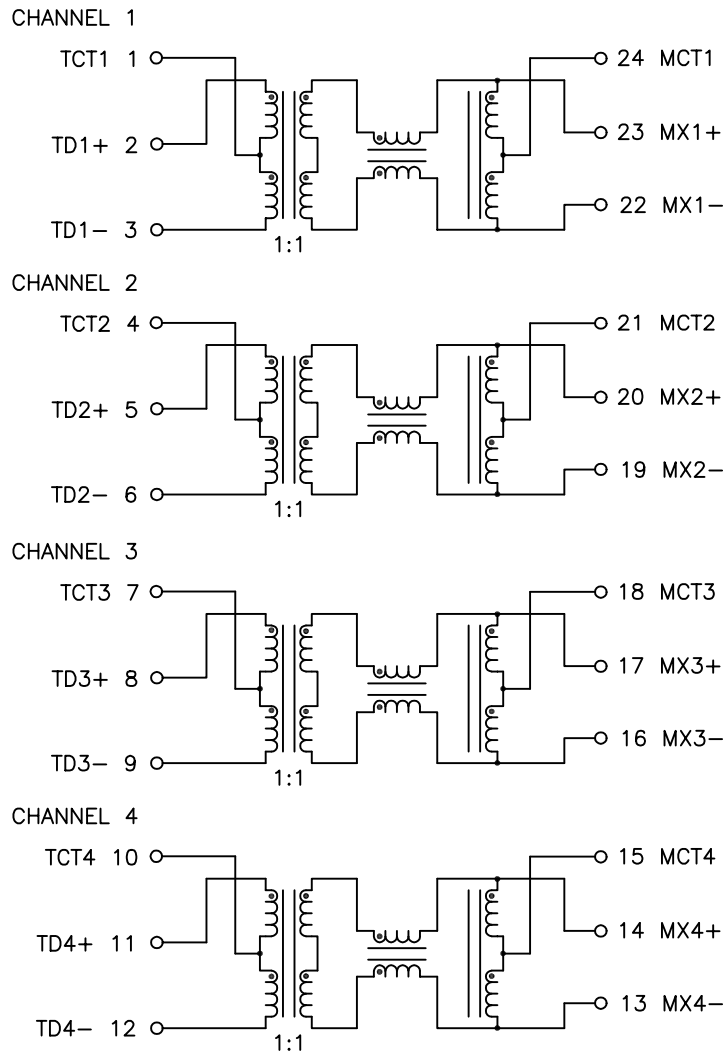 CHANNEL 1
TCT1 1
24 MCT1
TD1+ 2
23 MX1+
22 MX1−
TD1− 3
1:1
CHANNEL 2
TCT2 4
21 MCT2
TD2+ 5
20 MX2+
19 MX2−
TD2− 6
1:1
CHANNEL 3
TCT3 7
18 MCT3
TD3+ 8
17 MX3+
16 MX3−
TD3− 9
1:1
CHANNEL 4
TCT4 10
15 MCT4
TD4+ 11
14 MX4+
13 MX4−
TD4− 12
1:1